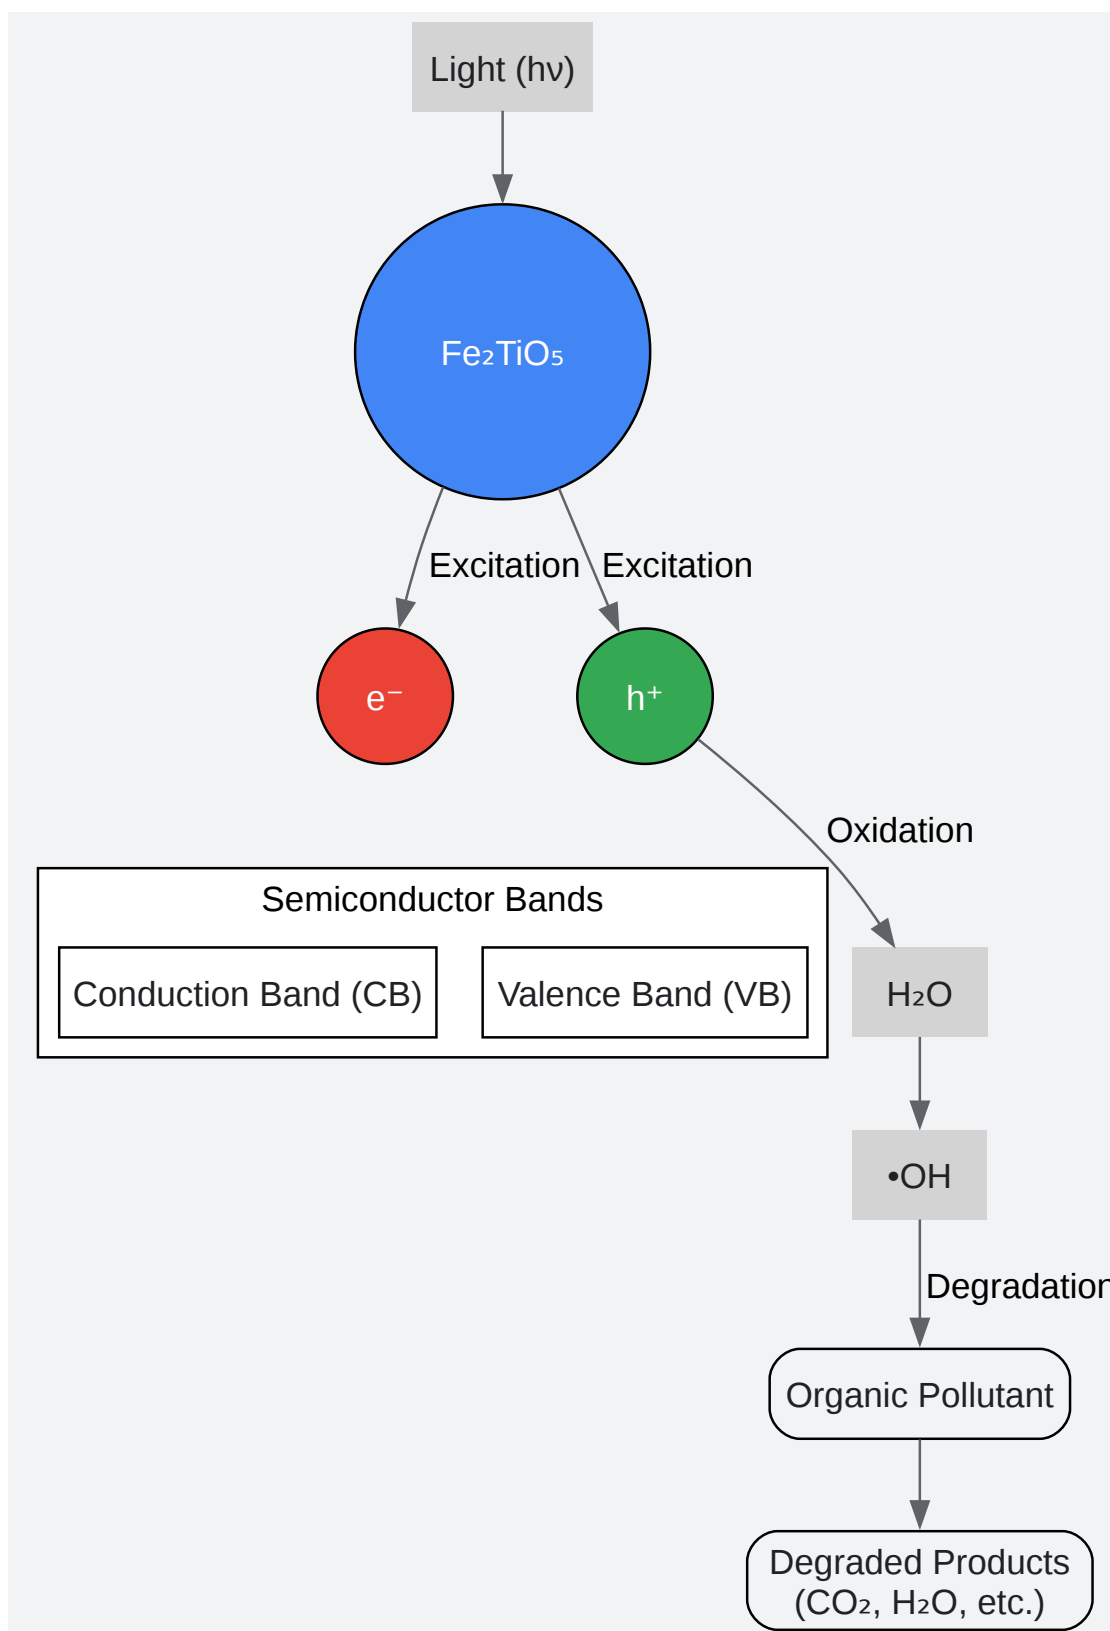 Light (hν)
Fe₂TiO₅
Excitation
Excitation
e⁻
h⁺
Oxidation
Semiconductor Bands
Conduction Band (CB)
Valence Band (VB)
H₂O
•OH
Degradation
Organic Pollutant
Degraded Products
(CO₂, H₂O, etc.)